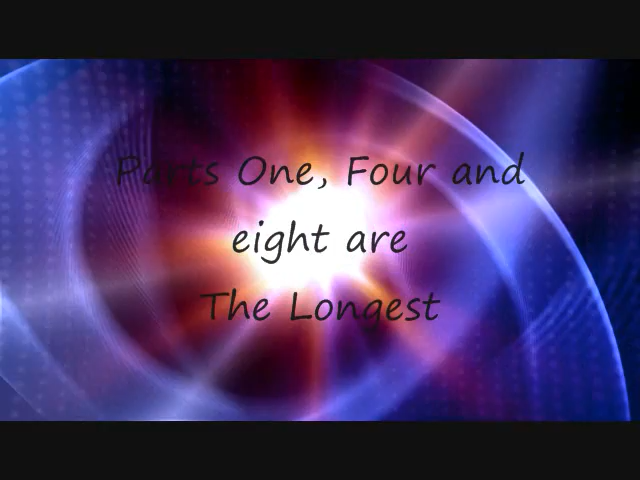 Parts One, Four and
eight are
The Longest